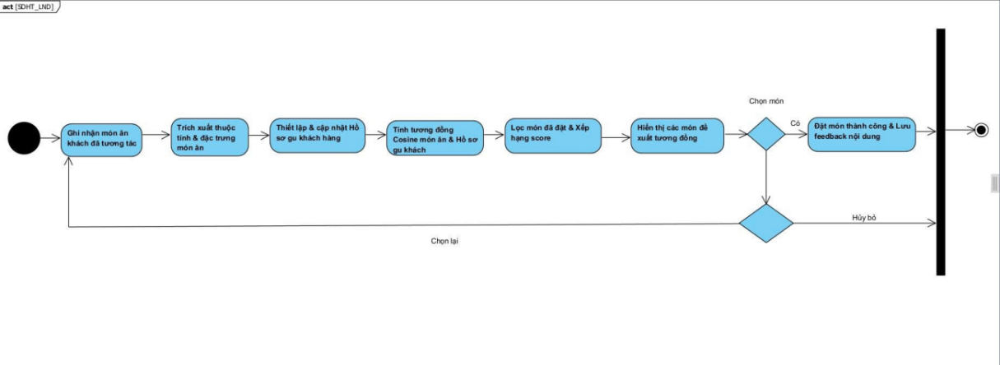 act [SDHT_LND]
Chọn món
Ghi nhận món ăn
khách đã tương tác
Trích xuất thuộc
tính & đặc trưng
món ăn
Thiết lập & cập nhật Hồ
sơ gu khách hàng
Tính tương đồng
Cosine món ăn & Hồ sơ
gu khách
Lọc món đã đặt & Xếp
hạng score
Hiển thị các món đề
xuất tương đồng
Có
Đặt món thành công & Lưu
feedback nội dung
Hủy bỏ
Chọn lại